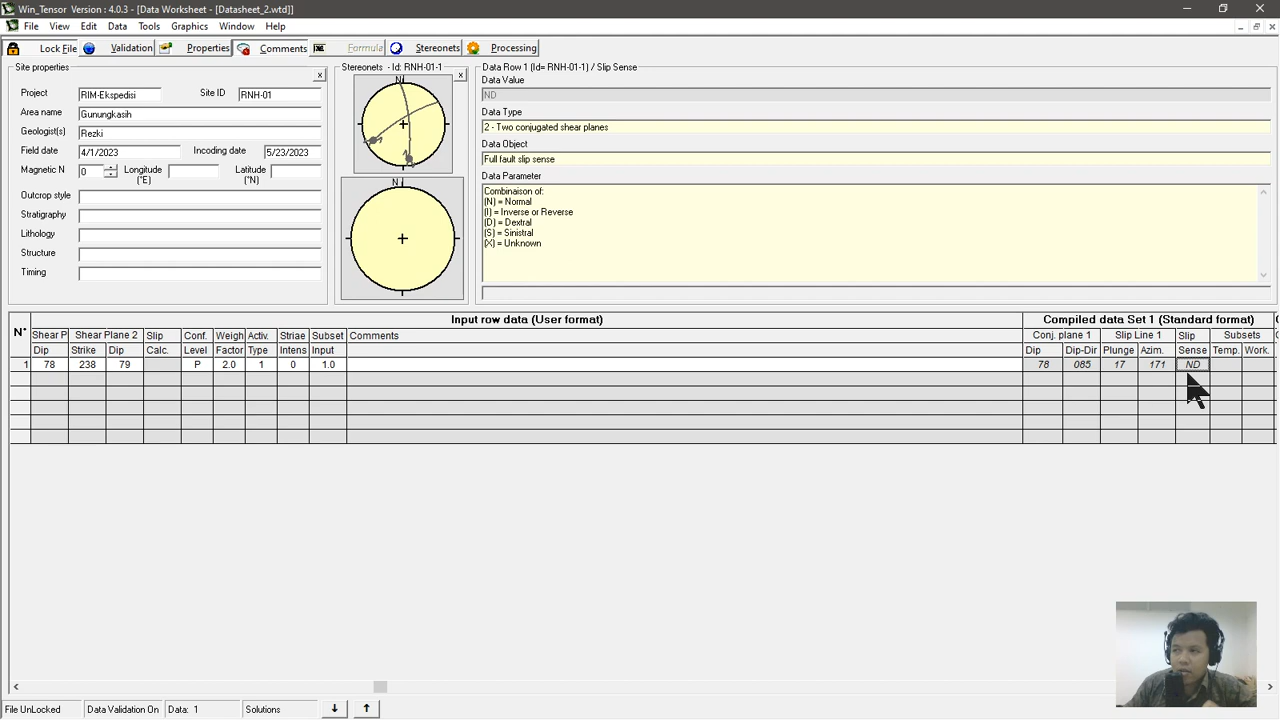 Win_Tensor Version : 4.0.3 - [Data Worksheet - [Datasheet_2.wtd]]
File View Edit Data Tools Graphics Window Help
Lock File Validation Properties Comments Formula Stereonets Processing
Site properties x
Project RIM-Ekspedisi Site ID RNH-01
Area name Gunungkasih
Geologist(s) Rezki
Field date 4/1/2023 Incoding date 5/23/2023
Magnetic N 0 Longitude (°E) Latitude (°N)
Outcrop style
Stratigraphy
Lithology
Structure
Timing
Stereonets - Id: RNH-01-1 x
N
N
Data Row 1 (Id= RNH-01-1) / Slip Sense
Data Value
ND
Data Type
2 - Two conjugated shear planes
Data Object
Full fault slip sense
Data Parameter
Combinaison of:
(N) = Normal
(I) = Inverse or Reverse
(D) = Dextral
(S) = Sinistral
(X) = Unknown
N° Input row data (User format) Compiled data Set 1 (Standard format)
Shear P Shear Plane 2 Slip Conf. Weigh Activ. Striae Subset Comments Conj. plane 1 Slip Line 1 Slip Subsets
Dip Strike Dip Calc. Level Factor Type Intens Input Dip Dip-Dir Plunge Azim. Sense Temp. Work.
1 78 238 79 P 2.0 1 0 1.0 78 085 17 171 ND
File UnLocked Data Validation On Data: 1 Solutions